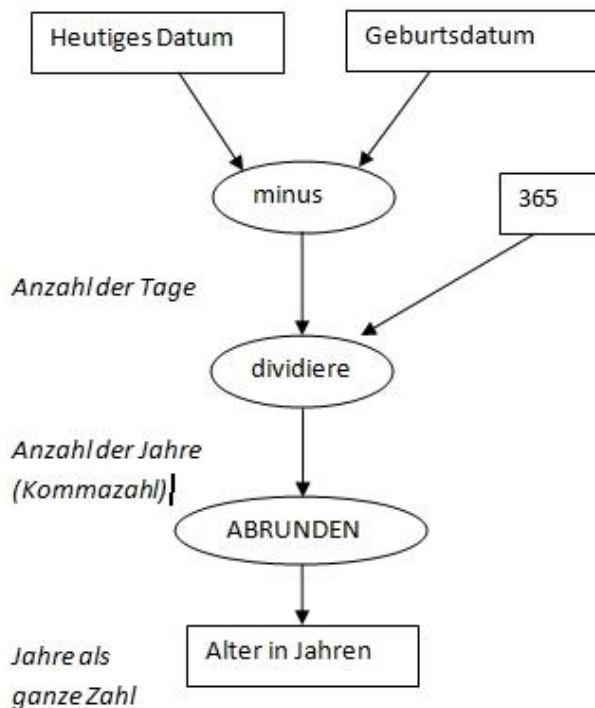 Heutiges Datum
Geburtsdatum
minus
365
Anzahl der Tage
dividiere
Anzahl der Jahre
(Kommazahl)
ABRUNDEN
Alter in Jahren
Jahre als
ganze Zahl